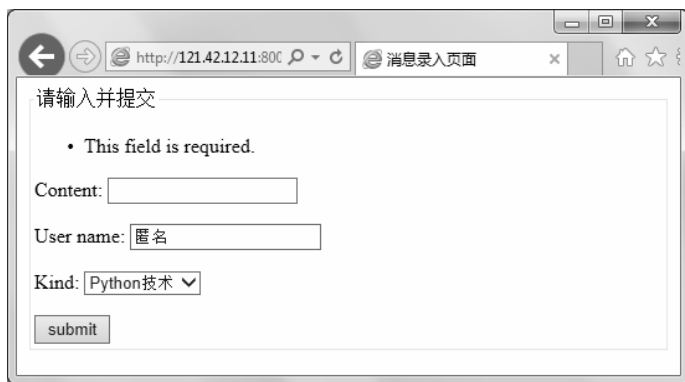 http://121.42.12.11:800
消息录入页面
请输入并提交
• This field is required.
Content:
User name: 匿名
Kind: Python技术
submit